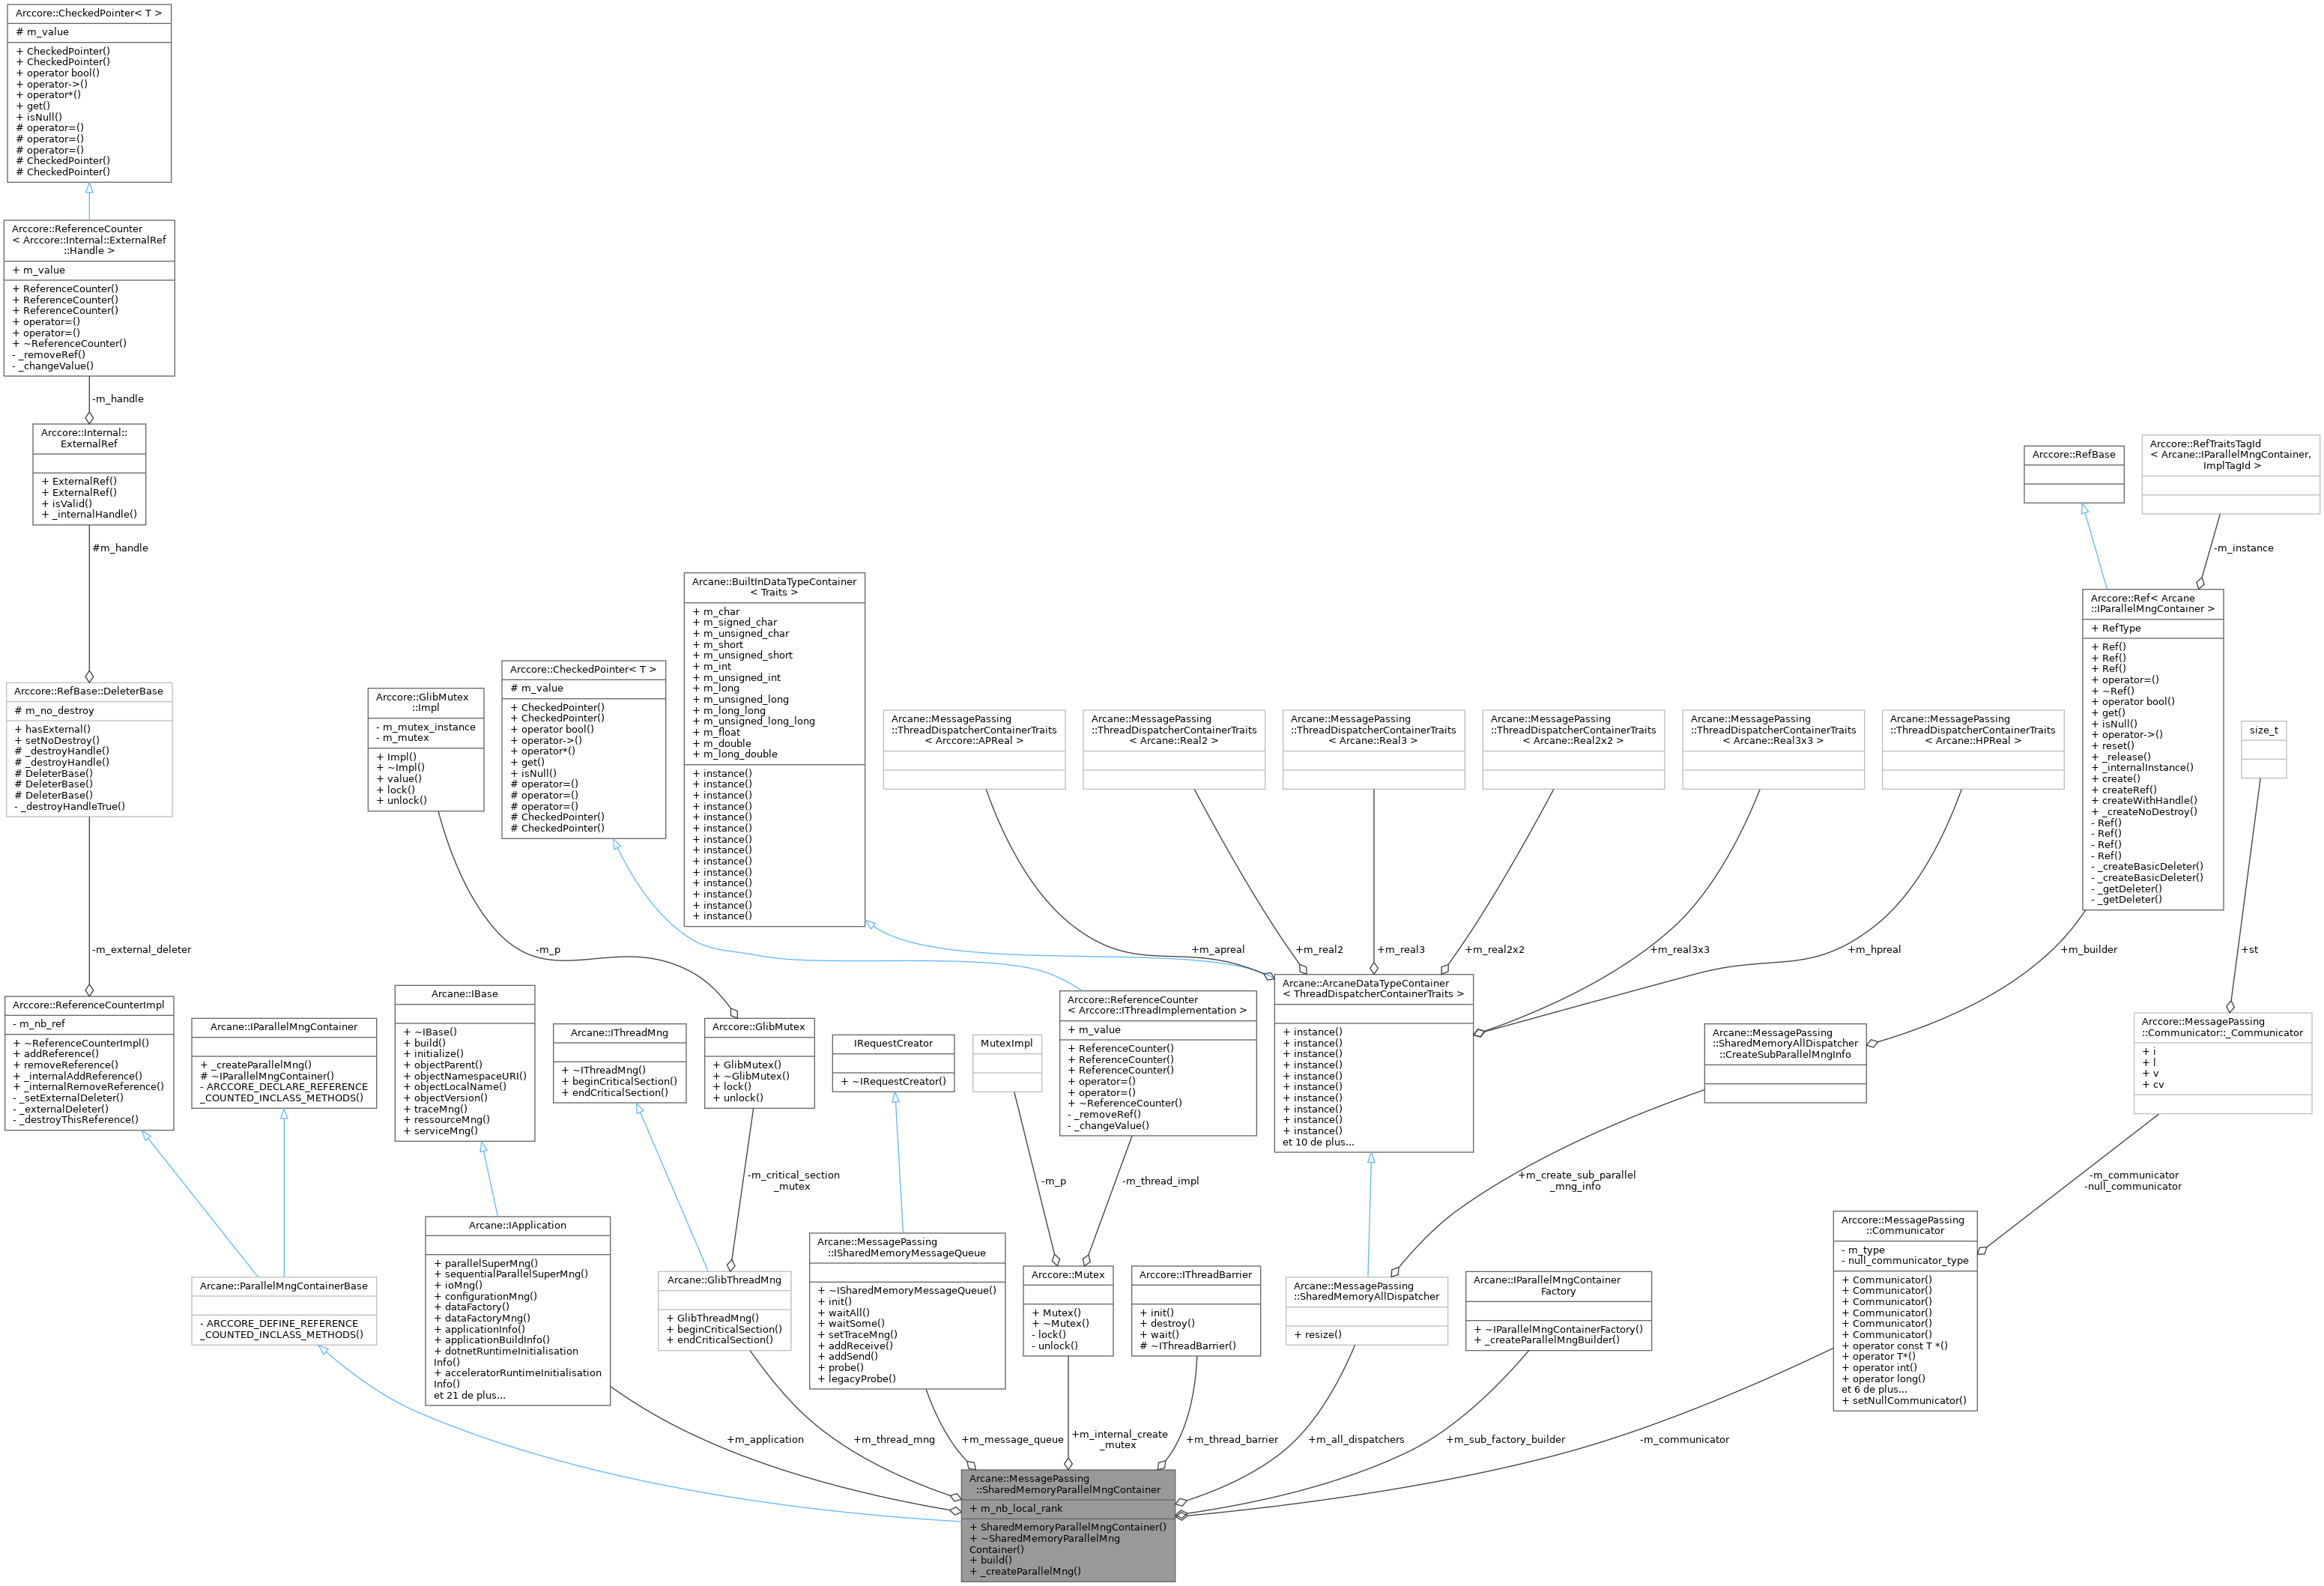 Arccore::CheckedPointer< T >
# m_value
+ CheckedPointer()
+ CheckedPointer()
+ operator bool()
+ operator->()
+ operator*()
+ get()
+ isNull()
# operator=()
# operator=()
# operator=()
# CheckedPointer()
# CheckedPointer()
Arccore::ReferenceCounter
< Arccore::Internal::ExternalRef
::Handle >
+ m_value
+ ReferenceCounter()
+ ReferenceCounter()
+ ReferenceCounter()
+ operator=()
+ operator=()
+ ~ReferenceCounter()
- _removeRef()
- _changeValue()
-m_handle
Arccore::Internal::
ExternalRef
+ ExternalRef()
+ ExternalRef()
+ isValid()
+ _internalHandle()
#m_handle
Arccore::RefBase::DeleterBase
# m_no_destroy
+ hasExternal()
+ setNoDestroy()
# _destroyHandle()
# _destroyHandle()
# DeleterBase()
# DeleterBase()
# DeleterBase()
- _destroyHandleTrue()
-m_external_deleter
Arccore::ReferenceCounterImpl
- m_nb_ref
+ ~ReferenceCounterImpl()
+ addReference()
+ removeReference()
+ _internalAddReference()
+ _internalRemoveReference()
- _setExternalDeleter()
- _externalDeleter()
- _destroyThisReference()
Arcane::IParallelMngContainer
+ _createParallelMng()
# ~IParallelMngContainer()
- ARCCORE_DECLARE_REFERENCE
_COUNTED_INCLASS_METHODS()
Arcane::ParallelMngContainerBase
- ARCCORE_DEFINE_REFERENCE
_COUNTED_INCLASS_METHODS()
Arcane::IBase
+ ~IBase()
+ build()
+ initialize()
+ objectParent()
+ objectNamespaceURI()
+ objectLocalName()
+ objectVersion()
+ traceMng()
+ ressourceMng()
+ serviceMng()
Arcane::IApplication
+ parallelSuperMng()
+ sequentialParallelSuperMng()
+ ioMng()
+ configurationMng()
+ dataFactory()
+ dataFactoryMng()
+ applicationInfo()
+ applicationBuildInfo()
+ dotnetRuntimeInitialisation
Info()
+ acceleratorRuntimeInitialisation
Info()
et 21 de plus...
+m_application
Arccore::GlibMutex
::Impl
- m_mutex_instance
- m_mutex
+ Impl()
+ ~Impl()
+ value()
+ lock()
+ unlock()
-m_p
Arcane::IThreadMng
+ ~IThreadMng()
+ beginCriticalSection()
+ endCriticalSection()
Arccore::GlibMutex
+ GlibMutex()
+ ~GlibMutex()
+ lock()
+ unlock()
-m_critical_section
_mutex
Arcane::GlibThreadMng
+ GlibThreadMng()
+ beginCriticalSection()
+ endCriticalSection()
+m_thread_mng
Arccore::CheckedPointer< T >
# m_value
+ CheckedPointer()
+ CheckedPointer()
+ operator bool()
+ operator->()
+ operator*()
+ get()
+ isNull()
# operator=()
# operator=()
# operator=()
# CheckedPointer()
# CheckedPointer()
Arcane::BuiltInDataTypeContainer
< Traits >
+ m_char
+ m_signed_char
+ m_unsigned_char
+ m_short
+ m_unsigned_short
+ m_int
+ m_unsigned_int
+ m_long
+ m_unsigned_long
+ m_long_long
+ m_unsigned_long_long
+ m_float
+ m_double
+ m_long_double
+ instance()
+ instance()
+ instance()
+ instance()
+ instance()
+ instance()
+ instance()
+ instance()
+ instance()
+ instance()
+ instance()
+ instance()
+ instance()
+ instance()
IRequestCreator
+ ~IRequestCreator()
Arcane::MessagePassing
::ISharedMemoryMessageQueue
+ ~ISharedMemoryMessageQueue()
+ init()
+ waitAll()
+ waitSome()
+ setTraceMng()
+ addReceive()
+ addSend()
+ probe()
+ legacyProbe()
+m_message_queue
MutexImpl
-m_p
Arccore::ReferenceCounter
< Arccore::IThreadImplementation >
+ m_value
+ ReferenceCounter()
+ ReferenceCounter()
+ ReferenceCounter()
+ operator=()
+ operator=()
+ ~ReferenceCounter()
- _removeRef()
- _changeValue()
-m_thread_impl
Arccore::Mutex
+ Mutex()
+ ~Mutex()
- lock()
- unlock()
+m_internal_create
_mutex
Arccore::IThreadBarrier
+ init()
+ destroy()
+ wait()
# ~IThreadBarrier()
+m_thread_barrier
Arcane::MessagePassing
::ThreadDispatcherContainerTraits
< Arccore::APReal >
+m_apreal
Arcane::MessagePassing
::ThreadDispatcherContainerTraits
< Arcane::Real2 >
+m_real2
Arcane::MessagePassing
::ThreadDispatcherContainerTraits
< Arcane::Real3 >
+m_real3
Arcane::MessagePassing
::ThreadDispatcherContainerTraits
< Arcane::Real2x2 >
+m_real2x2
Arcane::MessagePassing
::ThreadDispatcherContainerTraits
< Arcane::Real3x3 >
+m_real3x3
Arcane::MessagePassing
::ThreadDispatcherContainerTraits
< Arcane::HPReal >
+m_hpreal
Arcane::ArcaneDataTypeContainer
< ThreadDispatcherContainerTraits >
+ instance()
+ instance()
+ instance()
+ instance()
+ instance()
+ instance()
+ instance()
+ instance()
+ instance()
+ instance()
et 10 de plus...
Arcane::MessagePassing
::SharedMemoryAllDispatcher
+ resize()
+m_all_dispatchers
Arccore::RefBase
Arccore::RefTraitsTagId
< Arcane::IParallelMngContainer,
ImplTagId >
-m_instance
Arccore::Ref< Arcane
::IParallelMngContainer >
+ RefType
+ Ref()
+ Ref()
+ Ref()
+ operator=()
+ ~Ref()
+ operator bool()
+ get()
+ isNull()
+ operator->()
+ reset()
+ _release()
+ _internalInstance()
+ create()
+ createRef()
+ createWithHandle()
+ _createNoDestroy()
- Ref()
- Ref()
- Ref()
- Ref()
- _createBasicDeleter()
- _createBasicDeleter()
- _getDeleter()
- _getDeleter()
+m_builder
Arcane::MessagePassing
::SharedMemoryAllDispatcher
::CreateSubParallelMngInfo
+m_create_sub_parallel
_mng_info
Arcane::IParallelMngContainer
Factory
+ ~IParallelMngContainerFactory()
+ _createParallelMngBuilder()
+m_sub_factory_builder
size_t
+st
Arccore::MessagePassing
::Communicator::_Communicator
+ i
+ l
+ v
+ cv
-m_communicator
-null_communicator
Arccore::MessagePassing
::Communicator
- m_type
- null_communicator_type
+ Communicator()
+ Communicator()
+ Communicator()
+ Communicator()
+ Communicator()
+ Communicator()
+ operator const T *()
+ operator T*()
+ operator int()
+ operator long()
et 6 de plus...
+ setNullCommunicator()
-m_communicator
Arcane::MessagePassing
::SharedMemoryParallelMngContainer
+ m_nb_local_rank
+ SharedMemoryParallelMngContainer()
+ ~SharedMemoryParallelMng
Container()
+ build()
+ _createParallelMng()